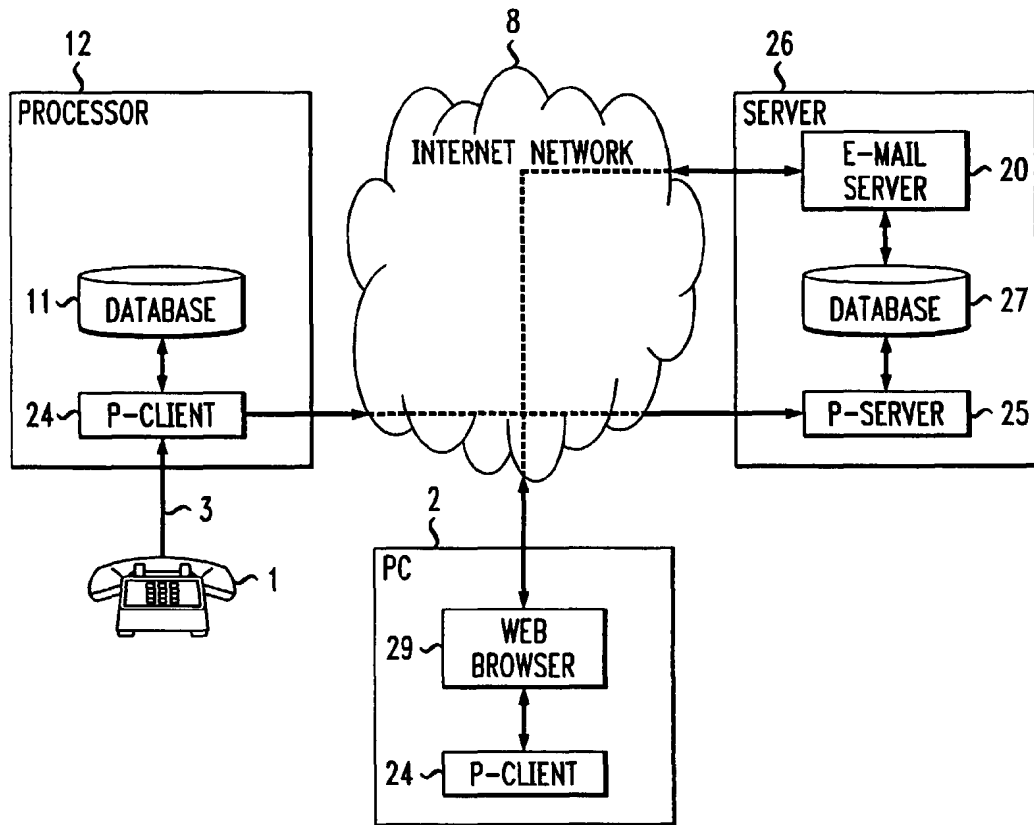 12
PROCESSOR
11
DATABASE
24
P-CLIENT
3
1
8
INTERNET NETWORK
26
SERVER
E-MAIL
SERVER
20
DATABASE
27
P-SERVER
25
2
PC
29
WEB
BROWSER
24
P-CLIENT